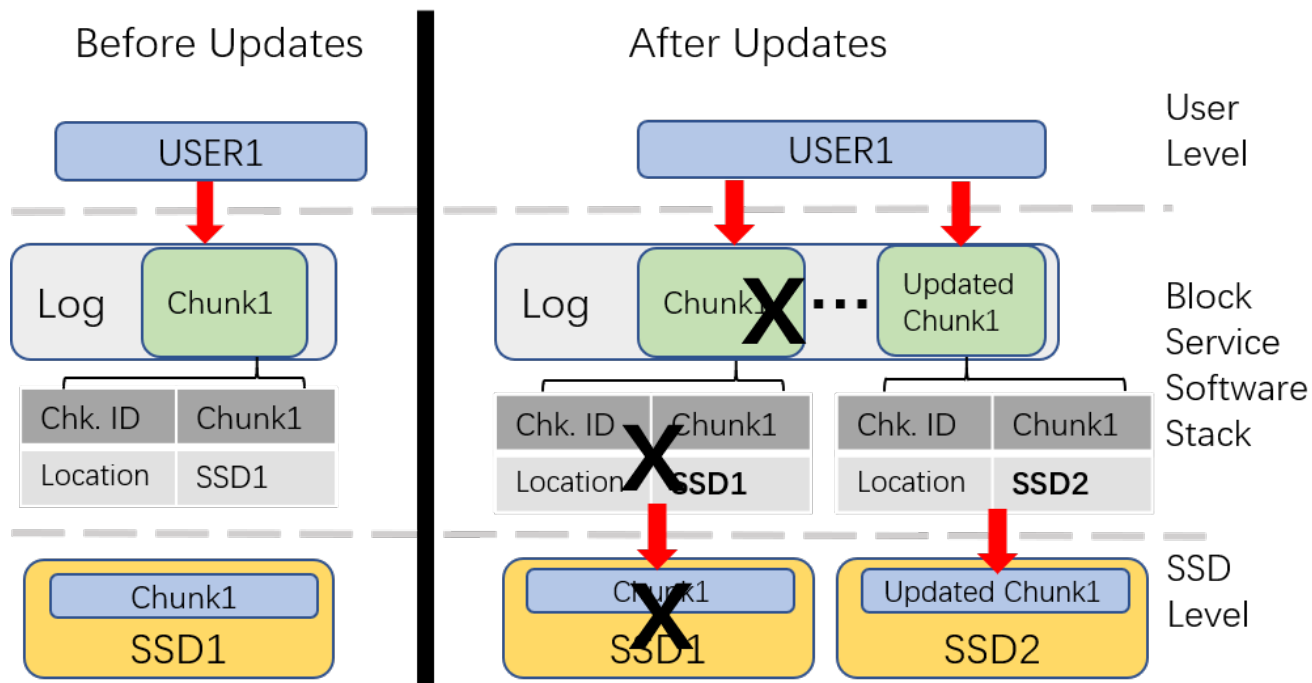 Before Updates
After Updates
User
Level
USER1
USER1
Log
Chunk1
Log
Chunk1
X
...
Updated
Chunk1
Block
Service
Software
Stack
Chk. ID
Chunk1
Location
SSD1
Chk. ID
Chunk1
Location
SSD1
X
Chk. ID
Chunk1
Location
SSD2
Chunk1
SSD1
Chunk1
X
SSD1
Updated Chunk1
SSD2
SSD
Level